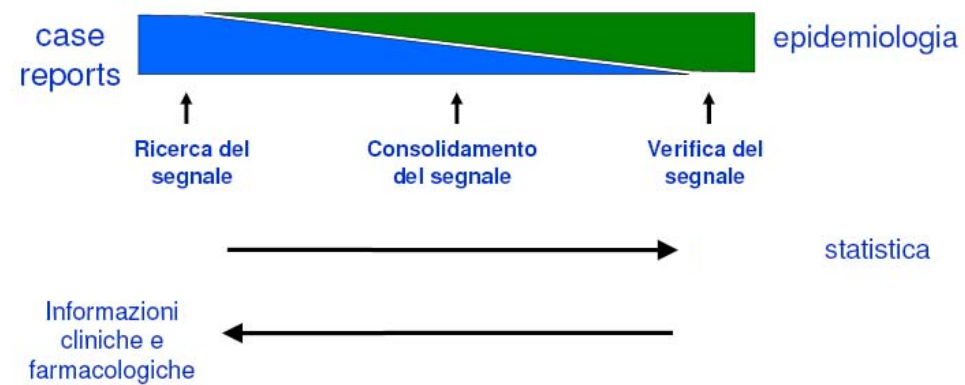 case
reports
epidemiologia
Ricerca del
segnale
Consolidamento
del segnale
Verifica del
segnale
statistica
Informazioni
cliniche e
farmacologiche